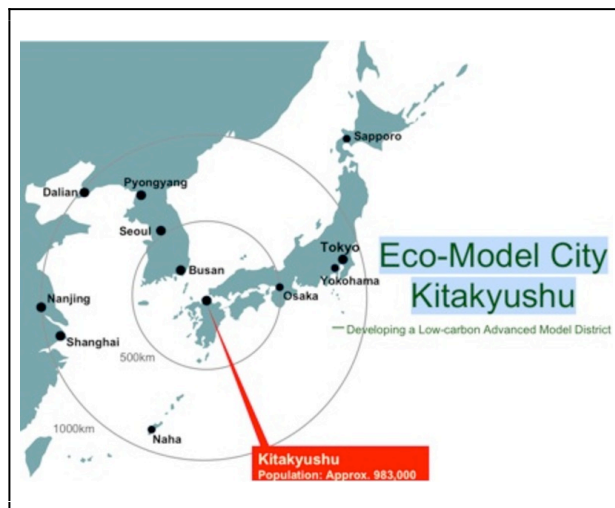 Sapporo
Pyongyang
Dalian
Seoul
Tokyo
Eco-Model City
Busan
Yokohama
Kitakyushu
Osaka
Nanjing
— Developing a Low-carbon Advanced Model District
Shanghai
500km
1000km
Naha
Kitakyushu
Population: Approx. 983,000